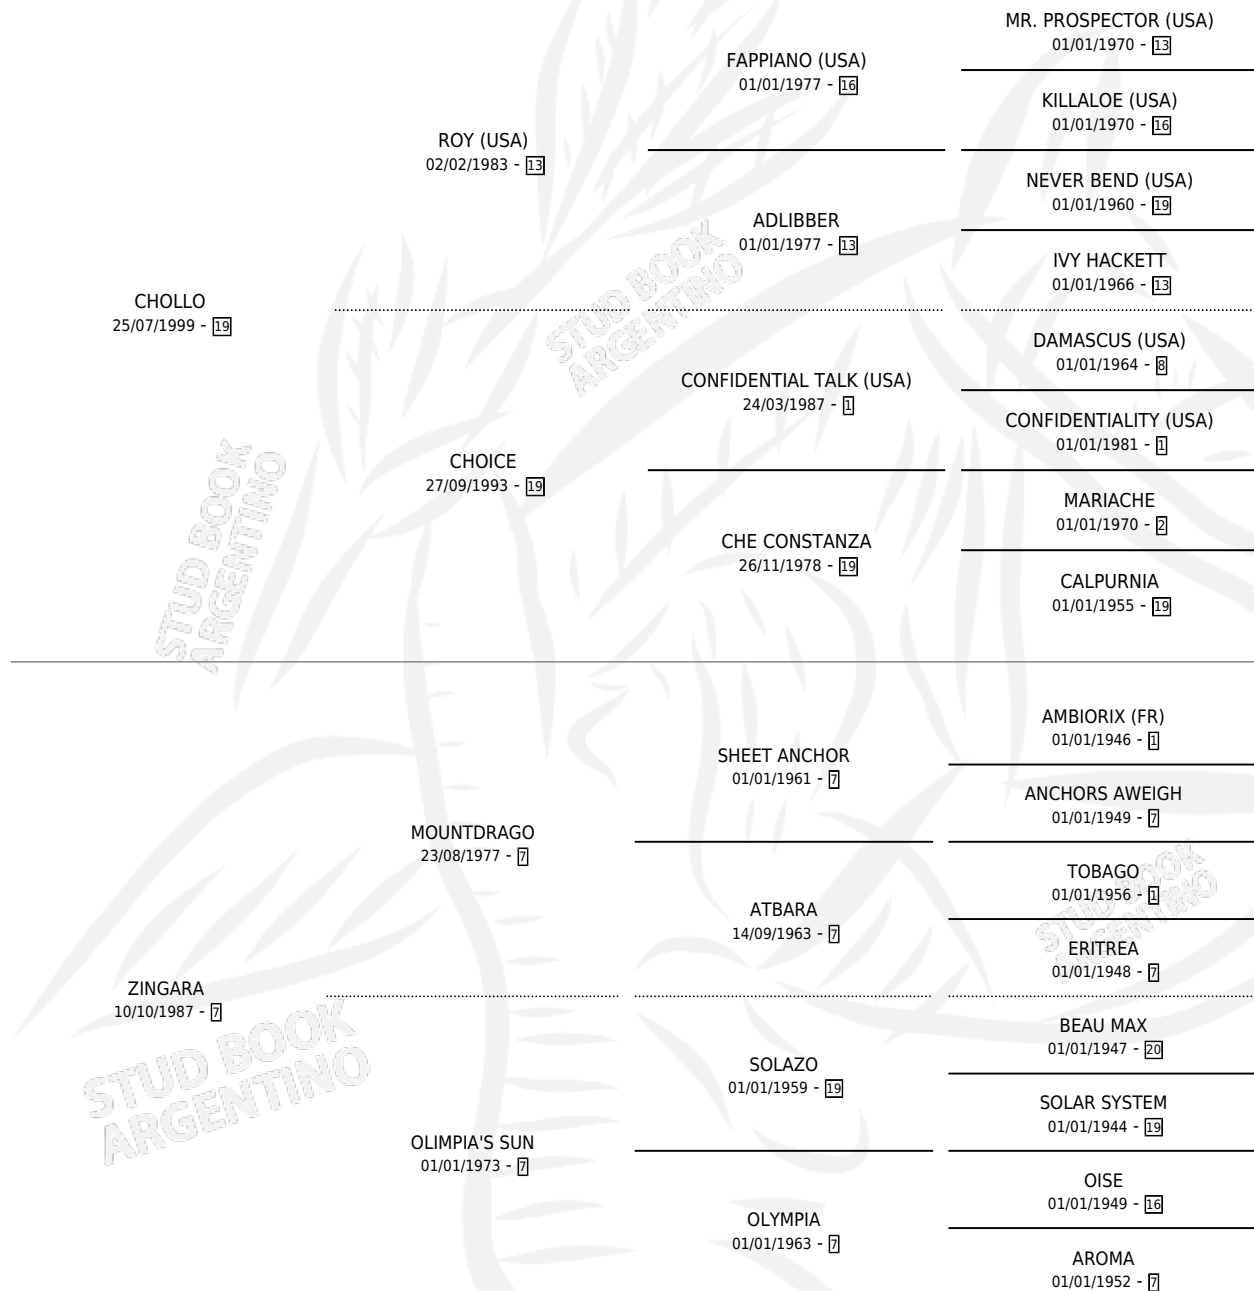 MR. PROSPECTOR (USA)
01/01/1970 - 13
FAPPIANO (USA)
01/01/1977 - 16
KILLALOE (USA)
01/01/1970 - 16
ROY (USA)
02/02/1983 - 13
NEVER BEND (USA)
01/01/1960 - 19
ADLIBBER
01/01/1977 - 13
IVY HACKETT
01/01/1966 - 13
CHOLLO
25/07/1999 - 19
DAMASCUS (USA)
01/01/1964 - 8
CONFIDENTIAL TALK (USA)
24/03/1987 - 1
CONFIDENTIALITY (USA)
01/01/1981 - 1
CHOICE
27/09/1993 - 19
MARIACHE
01/01/1970 - 2
CHE CONSTANZA
26/11/1978 - 19
CALPURNIA
01/01/1955 - 19
AMBIORIX (FR)
01/01/1946 - 1
SHEET ANCHOR
01/01/1961 - 7
ANCHORS AWEIGH
01/01/1949 - 7
MOUNTDRAGO
23/08/1977 - 7
TOBAGO
01/01/1956 - 1
ATBARA
14/09/1963 - 7
ERITREA
01/01/1948 - 7
ZINGARA
10/10/1987 - 7
BEAU MAX
01/01/1947 - 20
SOLAZO
01/01/1959 - 19
SOLAR SYSTEM
01/01/1944 - 19
OLIMPIA'S SUN
01/01/1973 - 7
OISE
01/01/1949 - 16
OLYMPIA
01/01/1963 - 7
AROMA
01/01/1952 - 7
STUD BOOK
ARGENTINO
STUD BOOK
ARGENTINO
STUD BOOK
ARGENTINO
STUD BOOK
ARGENTINO